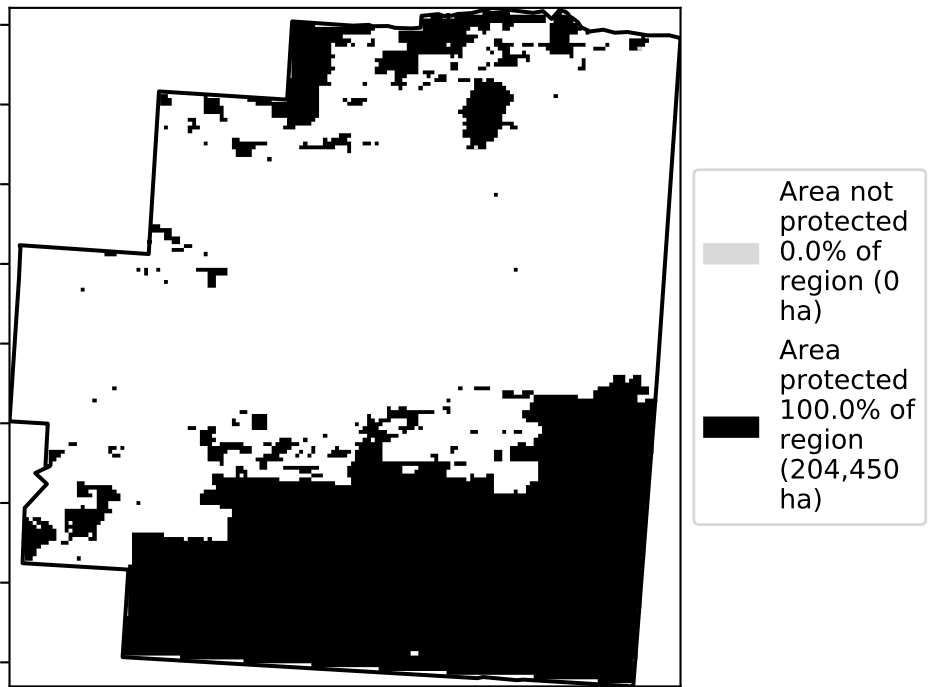 Area not
protected
0.0% of
region (0
ha)
Area
protected
100.0% of
region
(204,450
ha)